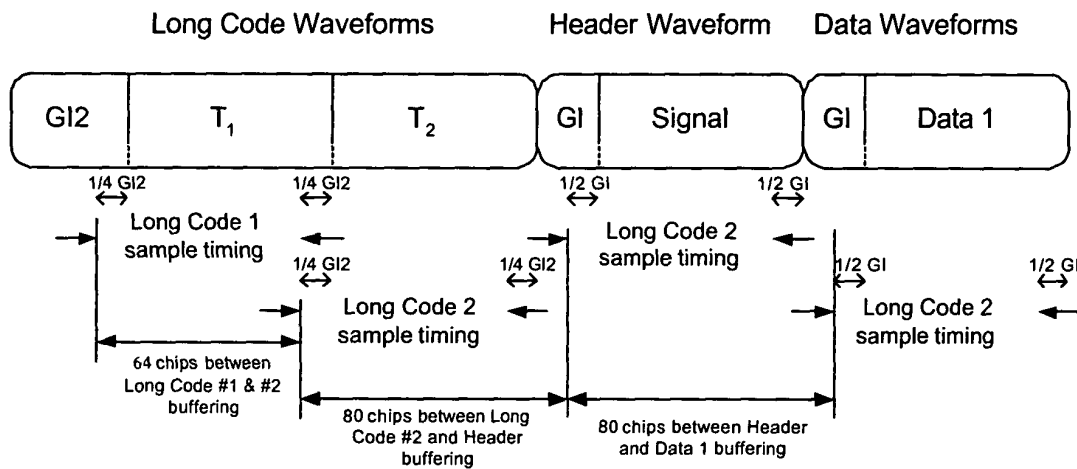 Long Code Waveforms Header Waveform Data Waveforms
GI2 T1 T2 GI Signal GI Data 1
1/4 GI2 1/4 GI2 1/2 GI 1/2 GI
Long Code 1
sample timing
Long Code 2
sample timing
1/4 GI2 1/4 GI2 1/2 GI 1/2 GI
Long Code 2
sample timing
Long Code 2
sample timing
64 chips between
Long Code #1 & #2
buffering
80 chips between Long
Code #2 and Header
buffering
80 chips between Header
and Data 1 buffering